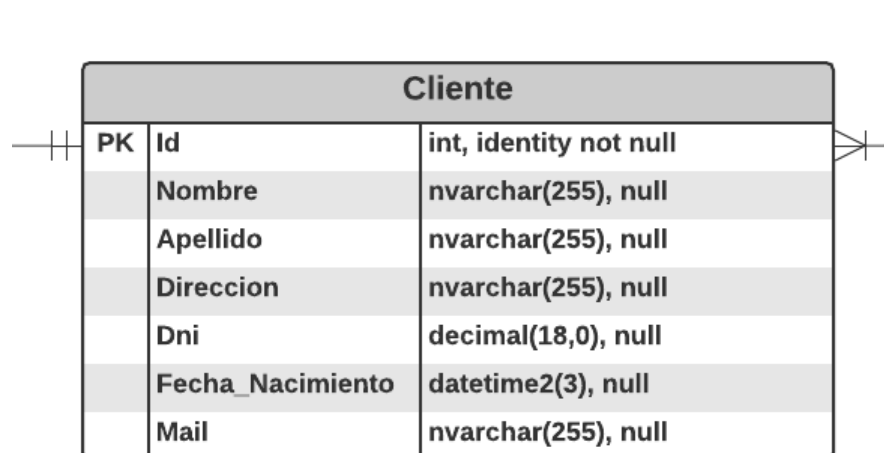 Cliente
PK Id int, identity not null
Nombre nvarchar(255), null
Apellido nvarchar(255), null
Direccion nvarchar(255), null
Dni decimal(18,0), null
Fecha_Nacimiento datetime2(3), null
Mail nvarchar(255), null